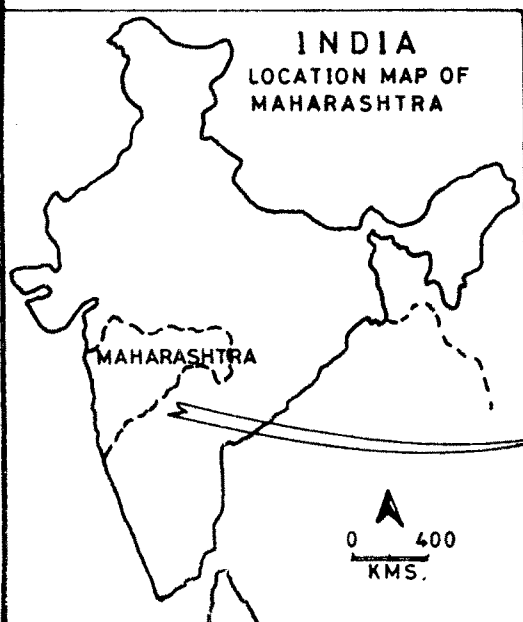 INDIA
LOCATION MAP OF
MAHARASHTRA
MAHARASHTRA
0 400
KMS.